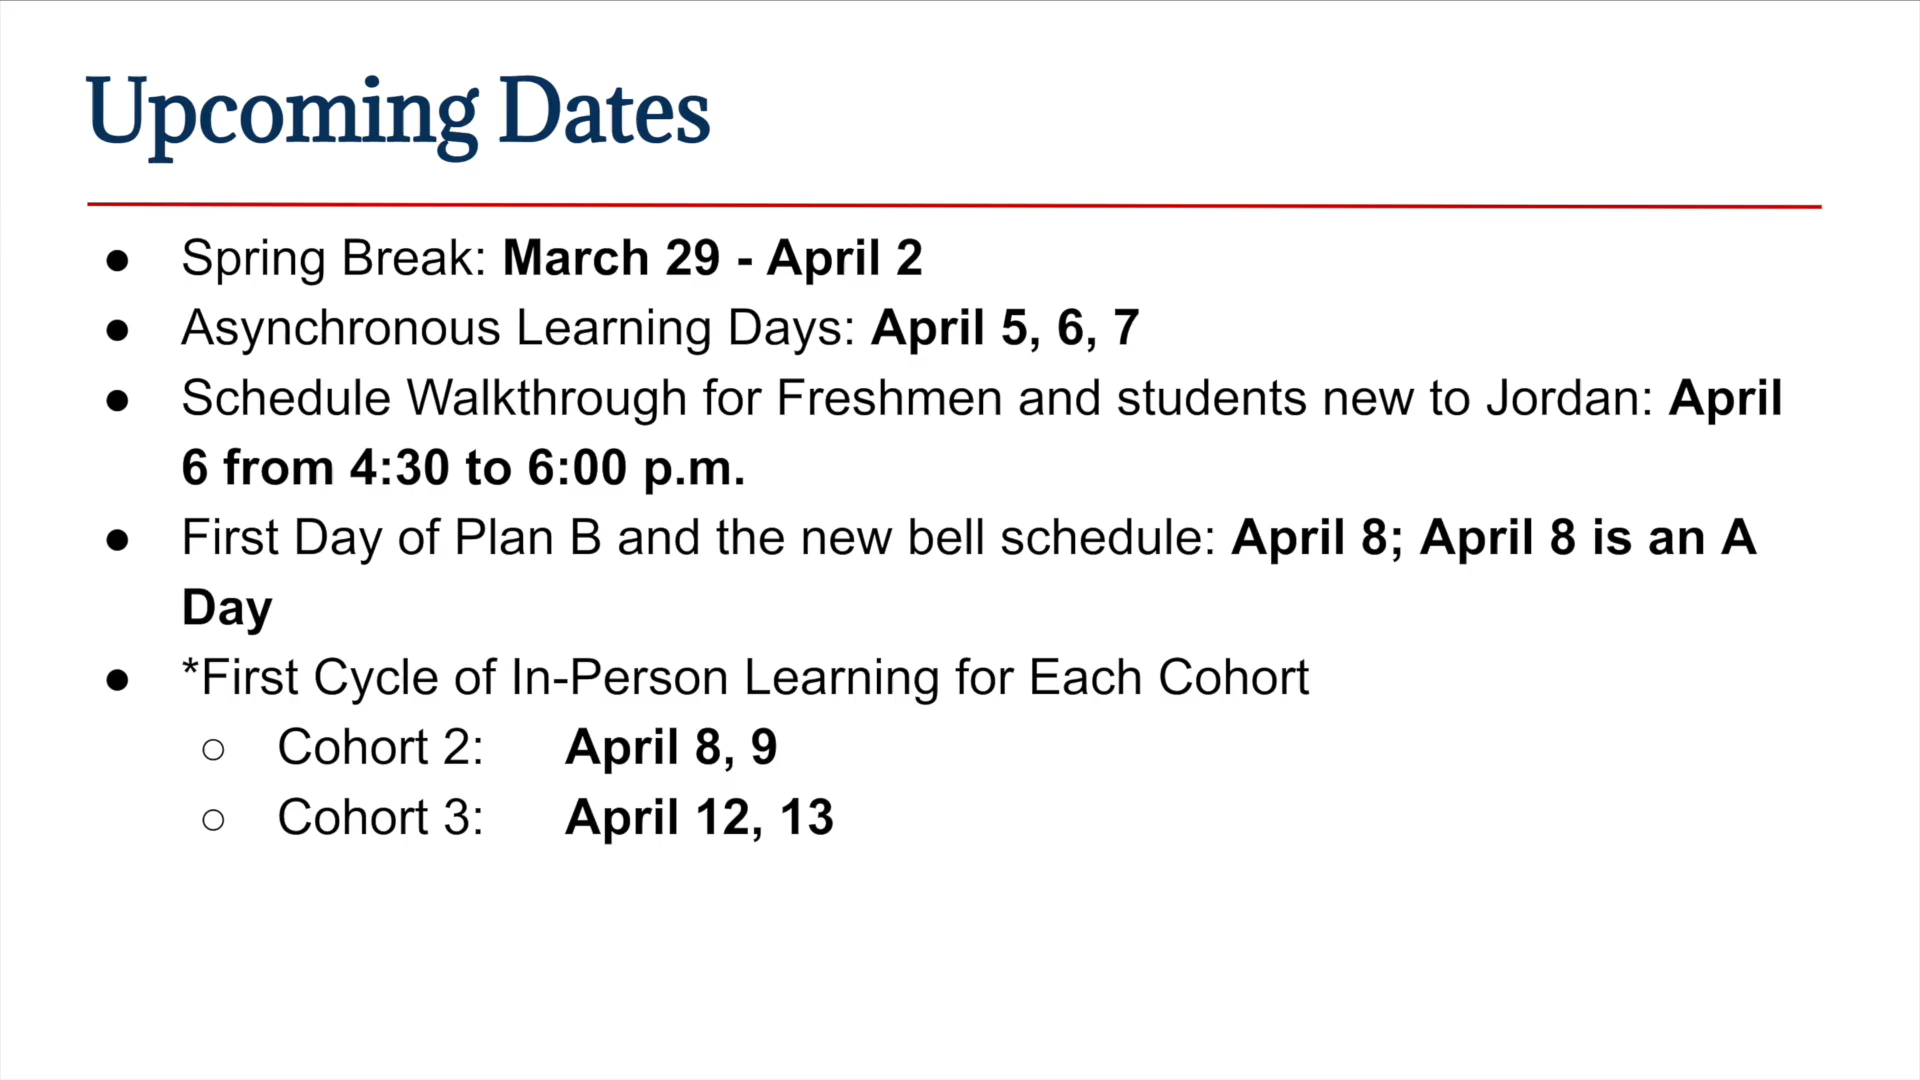 Upcoming Dates
● Spring Break: March 29 - April 2
● Asynchronous Learning Days: April 5, 6, 7
● Schedule Walkthrough for Freshmen and students new to Jordan: April
6 from 4:30 to 6:00 p.m.
● First Day of Plan B and the new bell schedule: April 8; April 8 is an A
Day
● *First Cycle of In-Person Learning for Each Cohort
○ Cohort 2: April 8, 9
○ Cohort 3: April 12, 13